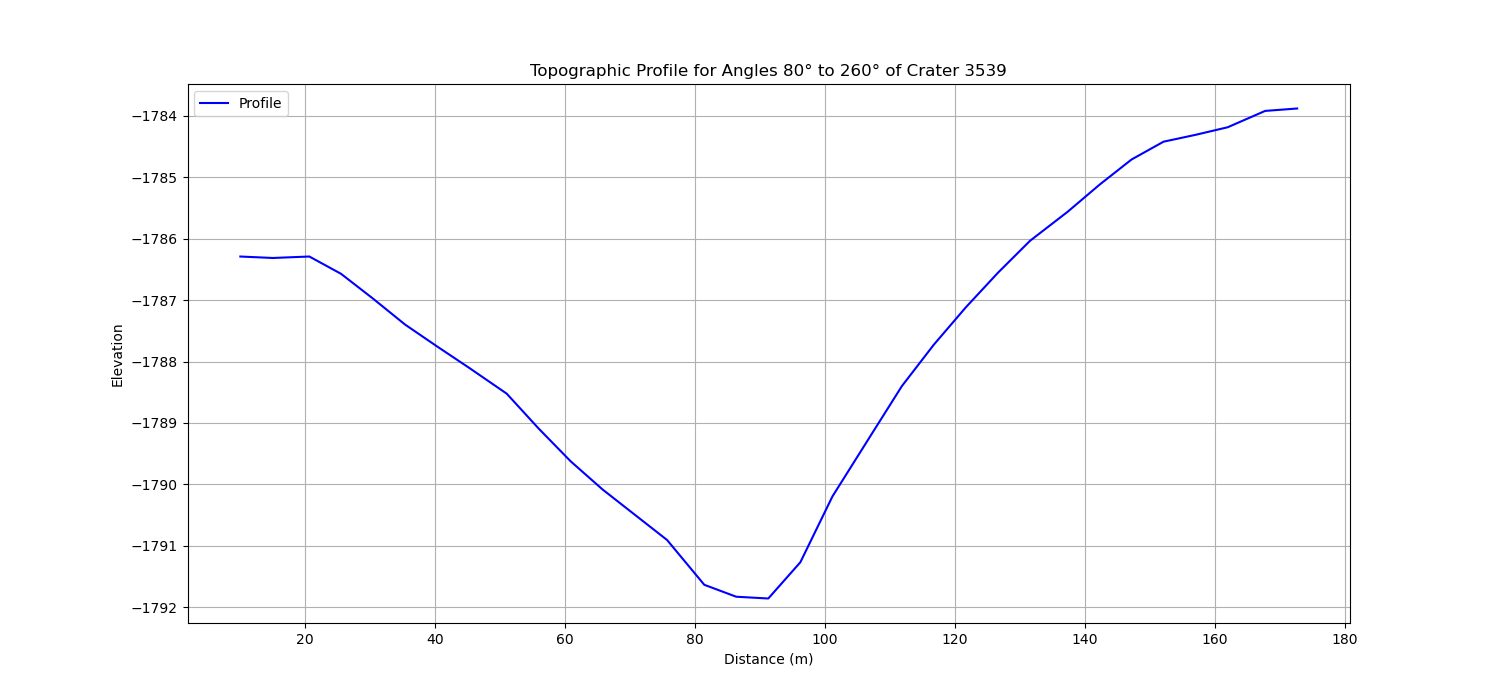 Topographic Profile for Angles 80° to 260° of Crater 3539
Profile
−1784
−1785
−1786
−1787
−1788
−1789
−1790
−1791
−1792
Elevation
20 40 60 80 100 120 140 160 180
Distance (m)